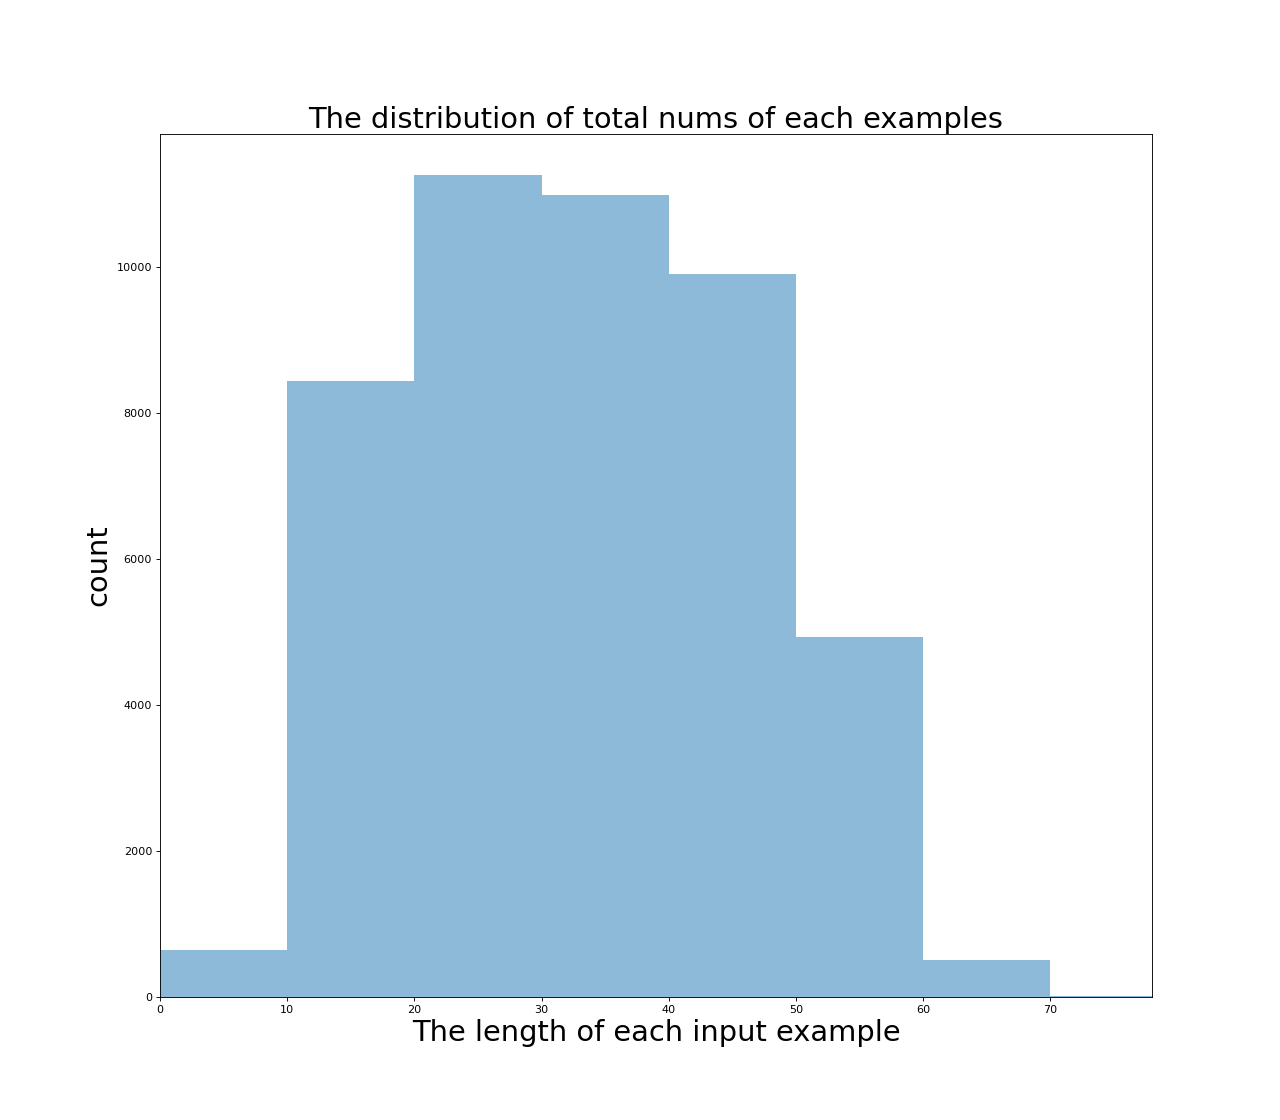 The distribution of total nums of each examples
10000
8000
6000
4000
2000
0
count
0 10 20 30 40 50 60 70
The length of each input example